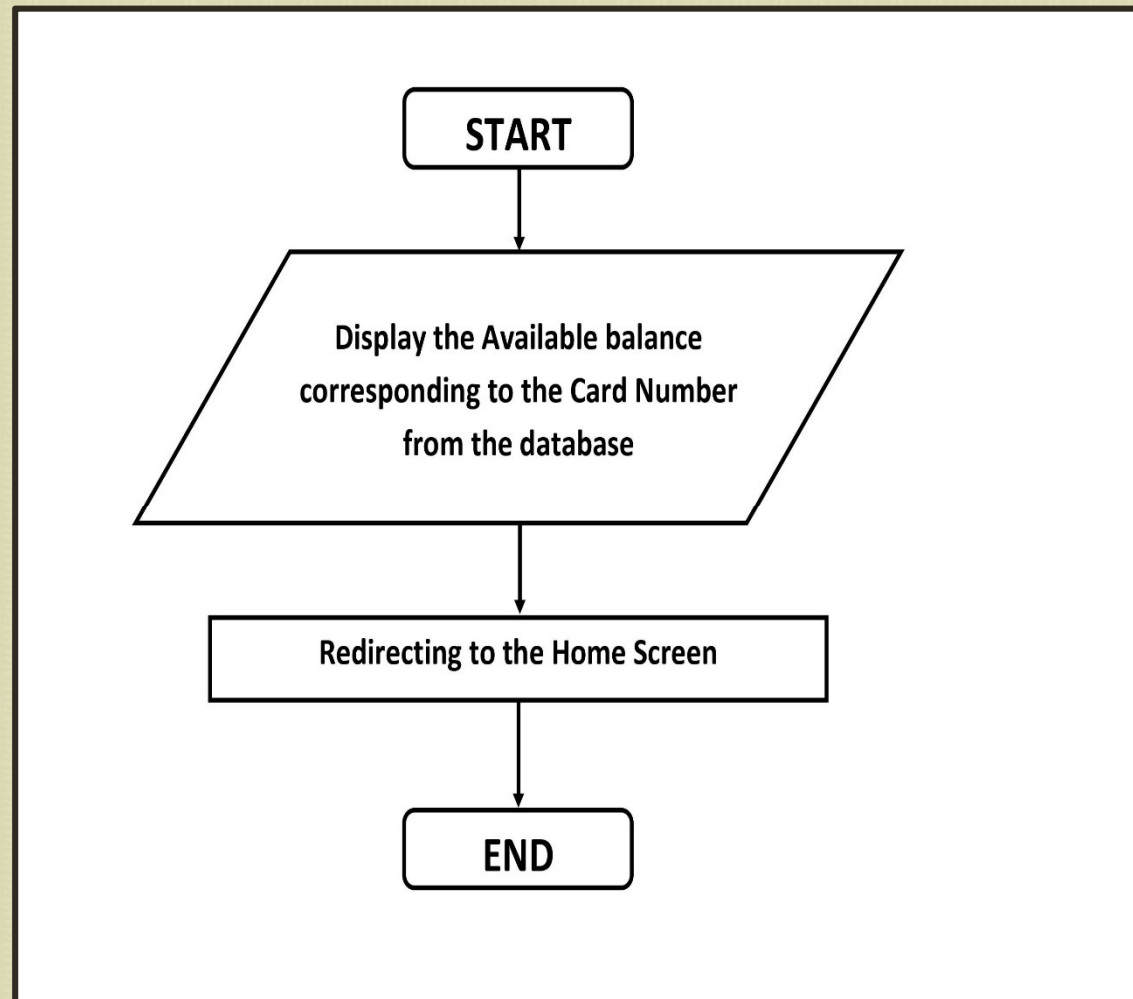 START
Display the Available balance
corresponding to the Card Number
from the database
Redirecting to the Home Screen
END